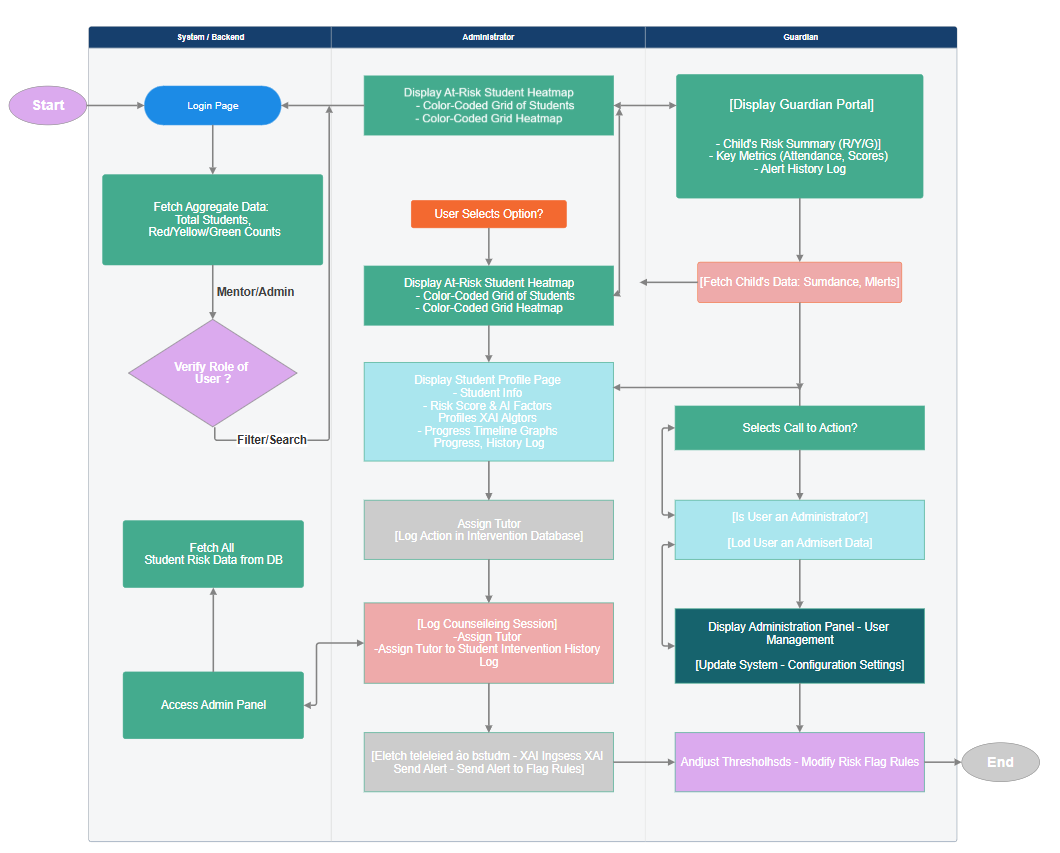 System / Backend
Administrator
Guardian
Start
Login Page
Display At-Risk Student Heatmap
- Color-Coded Grid of Students
- Color-Coded Grid Heatmap
[Display Guardian Portal]
- Child's Risk Summary (R/Y/G)]
- Key Metrics (Attendance, Scores)
- Alert History Log
Fetch Aggregate Data:
Total Students,
Red/Yellow/Green Counts
User Selects Option?
Mentor/Admin
Display At-Risk Student Heatmap
- Color-Coded Grid of Students
- Color-Coded Grid Heatmap
[Fetch Child's Data: Sumdance, Mlerts]
Verify Role of
User ?
Filter/Search
Display Student Profile Page
- Student Info
- Risk Score & AI Factors
Profiles XAI Algtors
- Progress Timeline Graphs
Progress, History Log
Selects Call to Action?
Assign Tutor
[Log Action in Intervention Database]
[Is User an Administrator?]
[Lod User an Admisert Data]
Fetch All
Student Risk Data from DB
[Log Counseileing Session]
-Assign Tutor
-Assign Tutor to Student Intervention History
Log
Display Administration Panel - User
Management
[Update System - Configuration Settings]
Access Admin Panel
[Eletch teleleied áo bstudm - XAI Ingsess XAI
Send Alert - Send Alert to Flag Rules]
Andjust Thresholhsds - Modify Risk Flag Rules
End